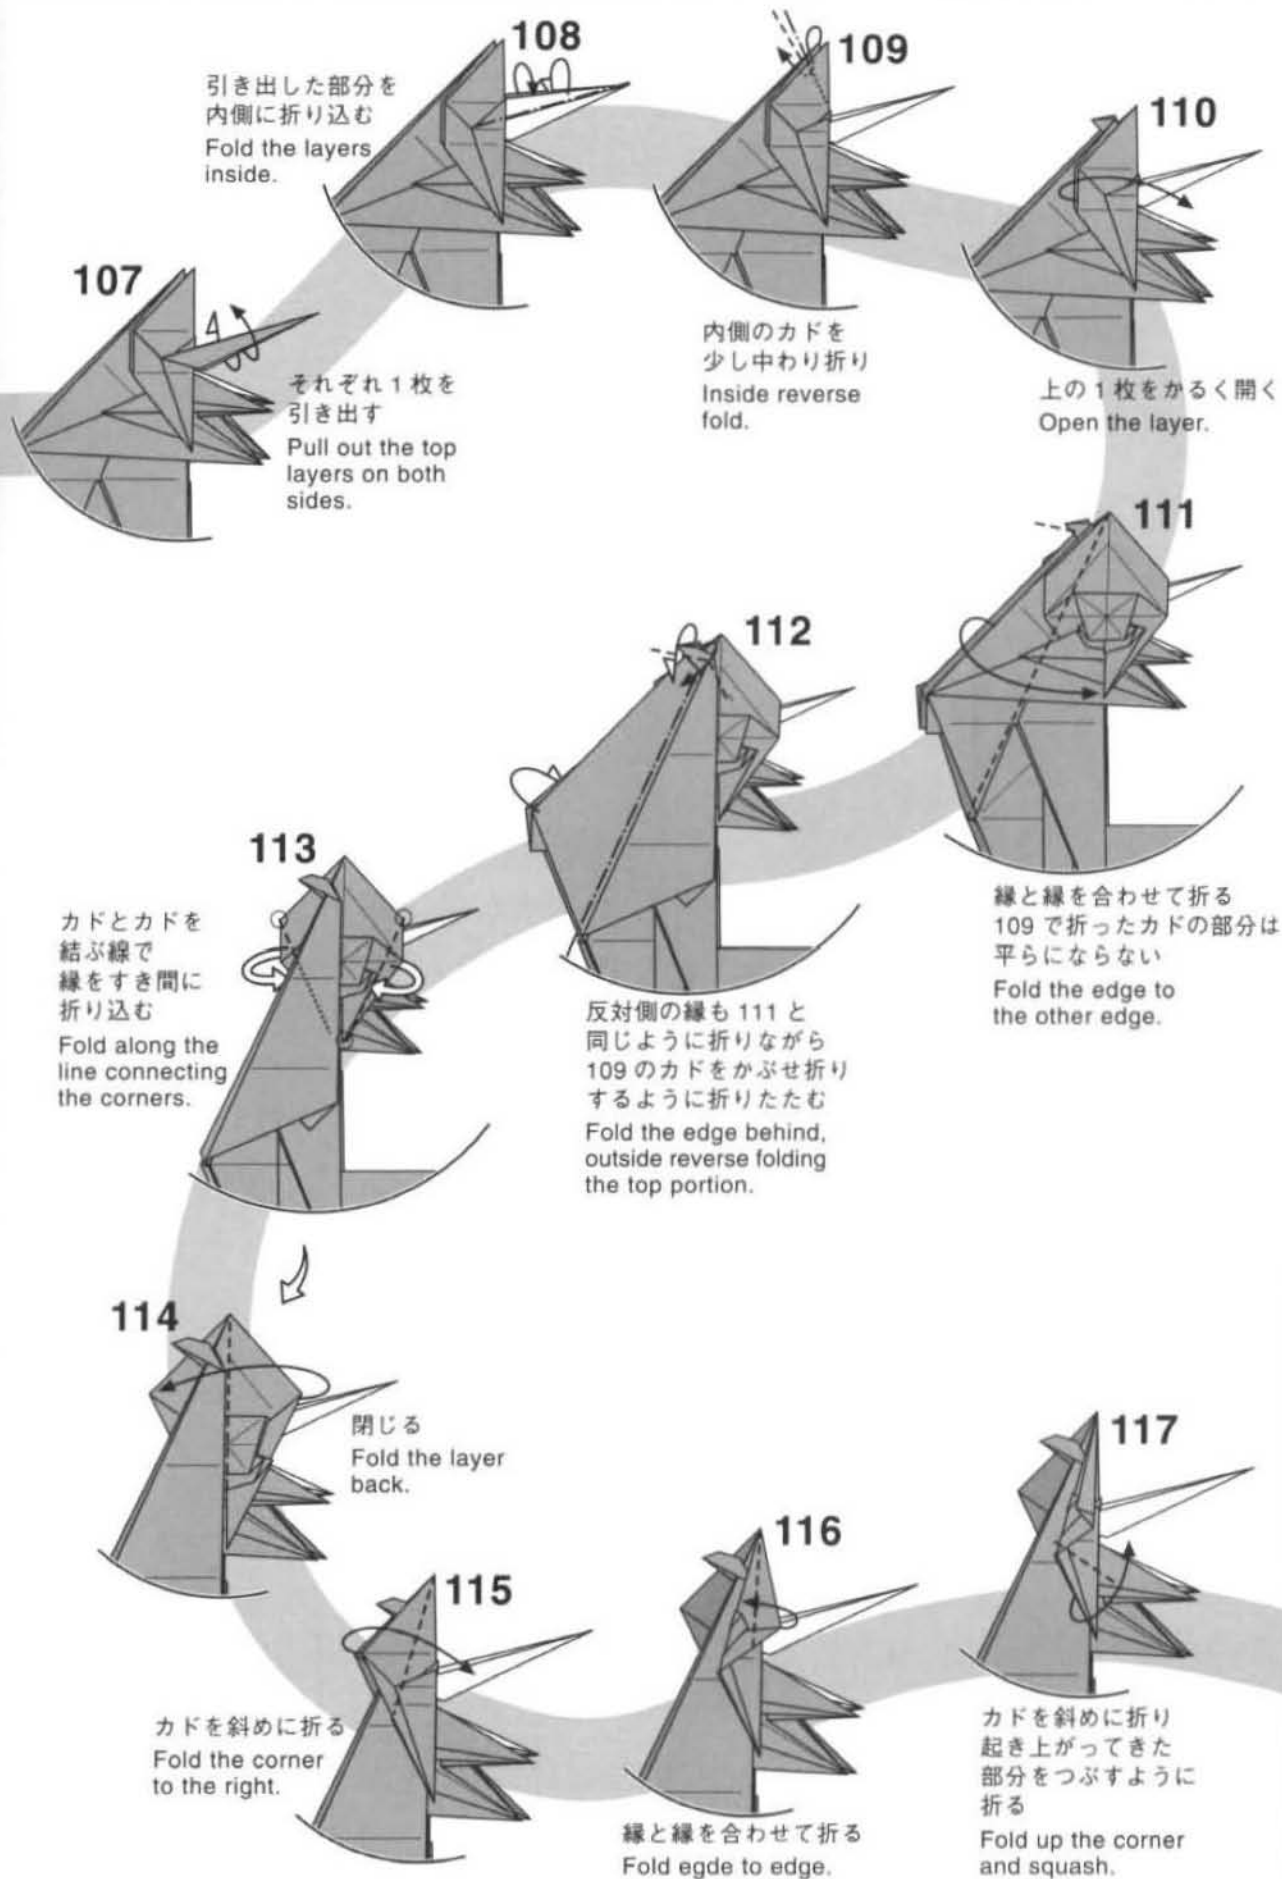 107
それぞれ1枚を
引き出す
Pull out the top
layers on both
sides.
108
引き出した部分を
内側に折り込む
Fold the layers
inside.
109
内側のカドを
少し中わり折り
Inside reverse
fold.
110
上の1枚をかるく開く
Open the layer.
111
縁と縁を合わせて折る
109で折ったカドの部分は
平らにならない
Fold the edge to
the other edge.
112
反対側の縁も111と
同じように折りながら
109のカドをかぶせ折り
するように折りたたむ
Fold the edge behind,
outside reverse folding
the top portion.
113
カドとカドを
結ぶ線で
縁をすき間に
折り込む
Fold along the
line connecting
the corners.
114
閉じる
Fold the layer
back.
115
カドを斜めに折る
Fold the corner
to the right.
116
縁と縁を合わせて折る
Fold egde to edge.
117
カドを斜めに折り
起き上がってきた
部分をつぶすように
折る
Fold up the corner
and squash.